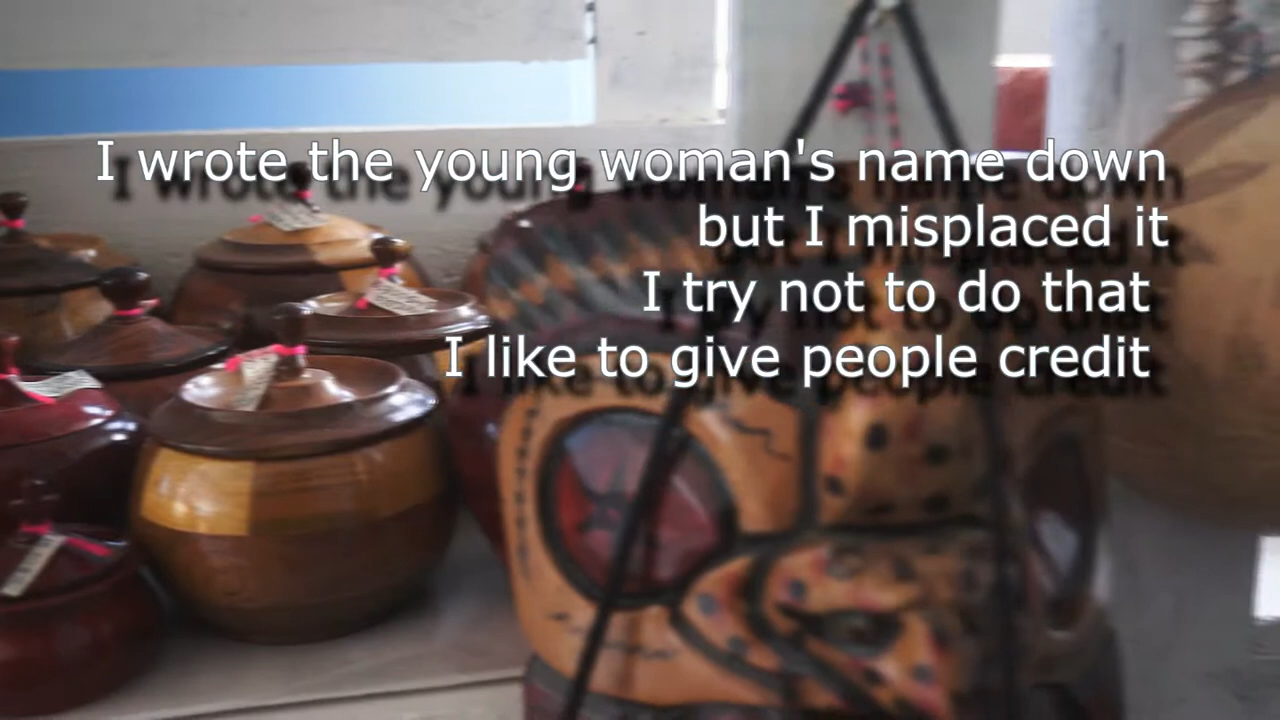 I wrote the young woman's name down
but I misplaced it
I try not to do that
I like to give people credit